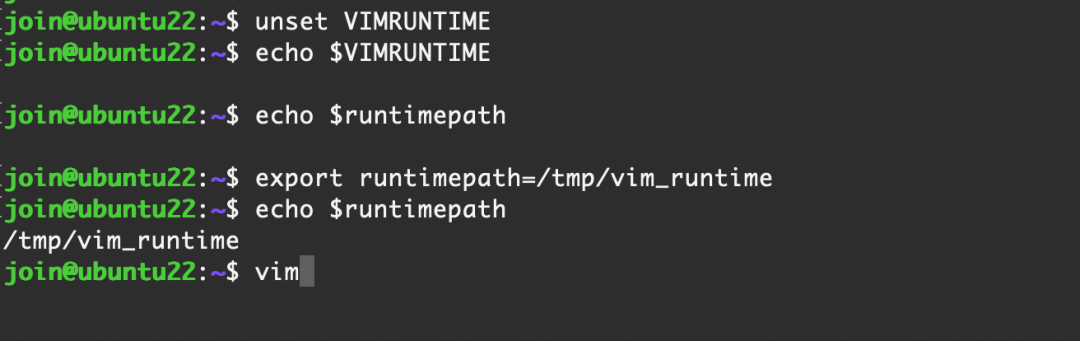 join@ubuntu22:~$ unset VIMRUNTIME
join@ubuntu22:~$ echo $VIMRUNTIME
join@ubuntu22:~$ echo $runtimepath
join@ubuntu22:~$ export runtimepath=/tmp/vim_runtime
join@ubuntu22:~$ echo $runtimepath
/tmp/vim_runtime
join@ubuntu22:~$ vim